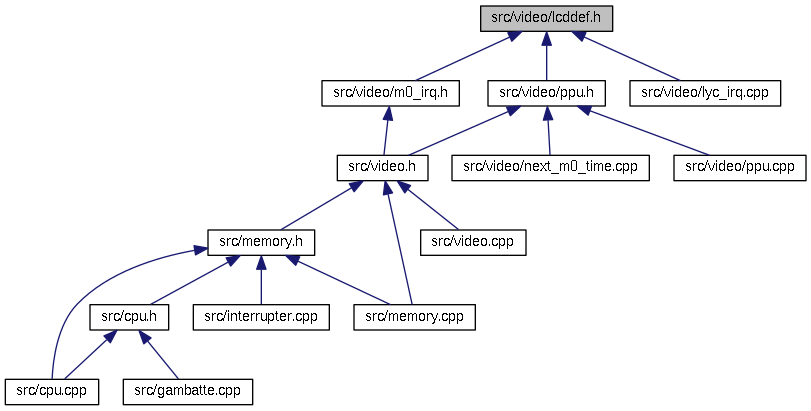 src/video/lcddef.h
src/video/m0_irq.h
src/video/ppu.h
src/video/lyc_irq.cpp
src/video.h
src/video/next_m0_time.cpp
src/video/ppu.cpp
src/memory.h
src/video.cpp
src/cpu.h
src/interrupter.cpp
src/memory.cpp
src/cpu.cpp
src/gambatte.cpp